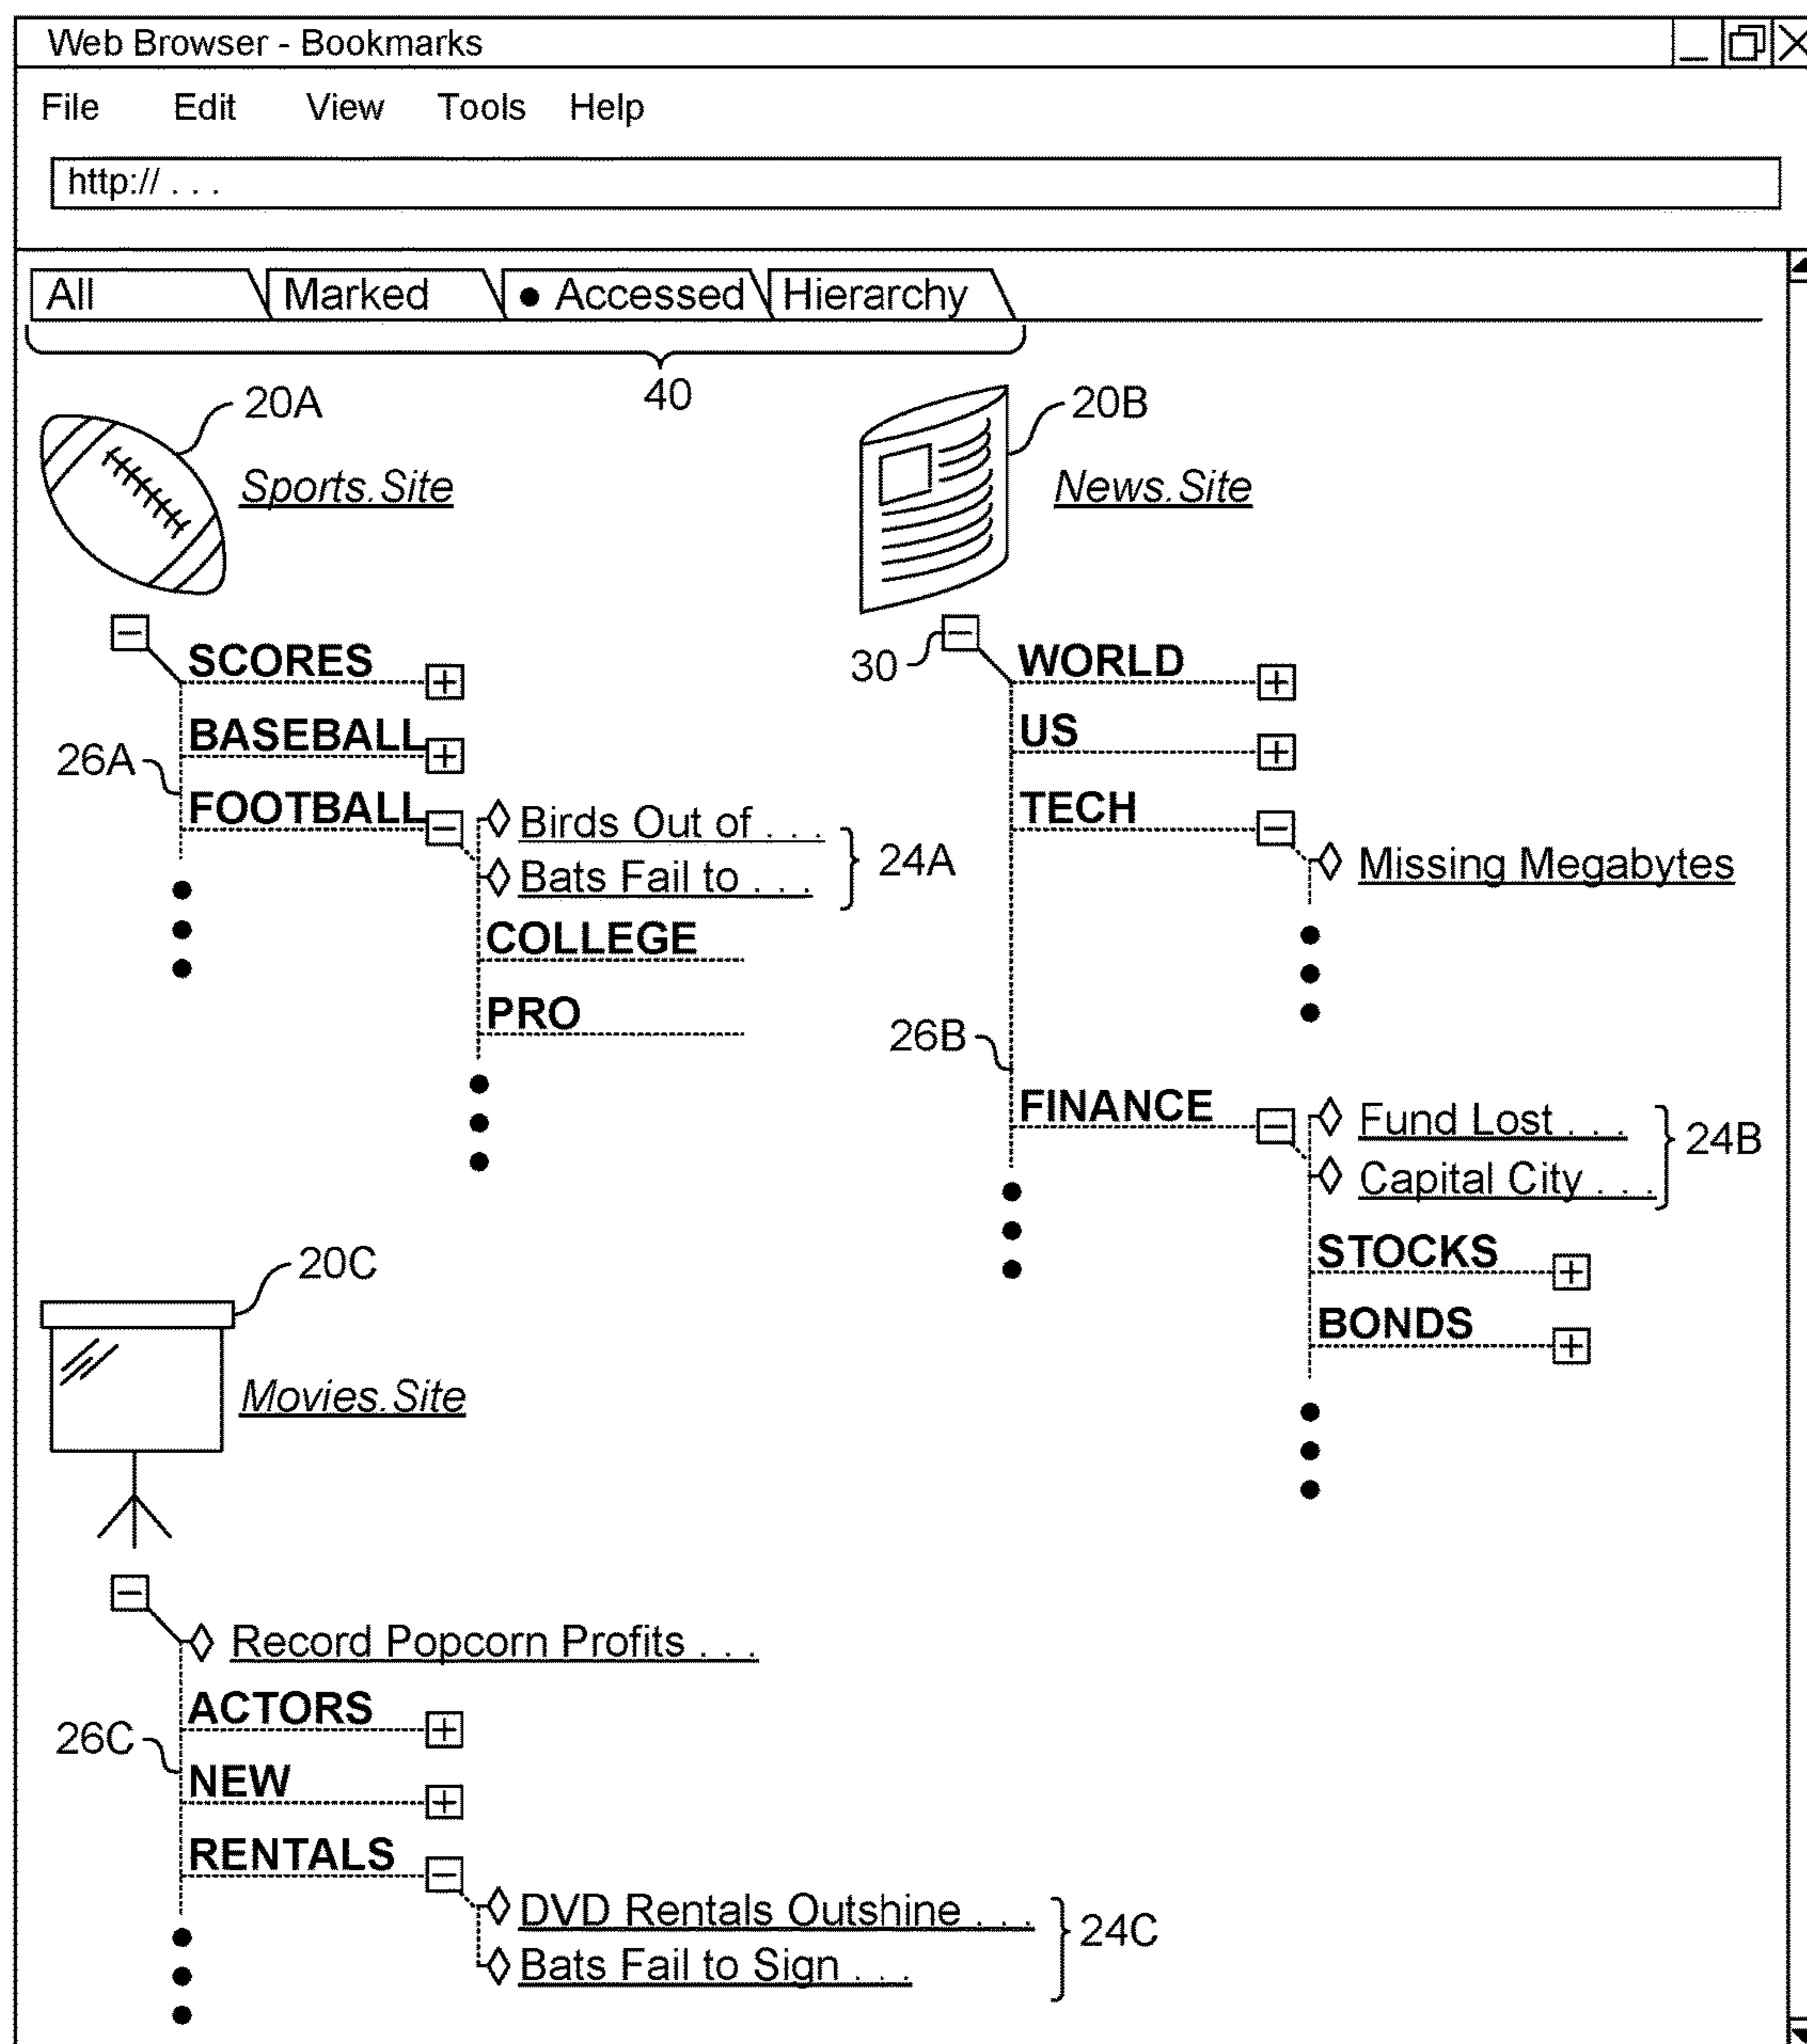 Web Browser - Bookmarks
File Edit View Tools Help
http:// . . .
All Marked • Accessed Hierarchy
40
20A
Sports.Site
SCORES
BASEBALL
26A
FOOTBALL
Birds Out of . . .
Bats Fail to . . .
24A
COLLEGE
PRO
20B
News.Site
30
WORLD
US
TECH
Missing Megabytes
26B
FINANCE
Fund Lost . . .
Capital City . . .
24B
STOCKS
BONDS
20C
Movies.Site
Record Popcorn Profits . . .
ACTORS
26C
NEW
RENTALS
DVD Rentals Outshine . . .
Bats Fail to Sign . . .
24C